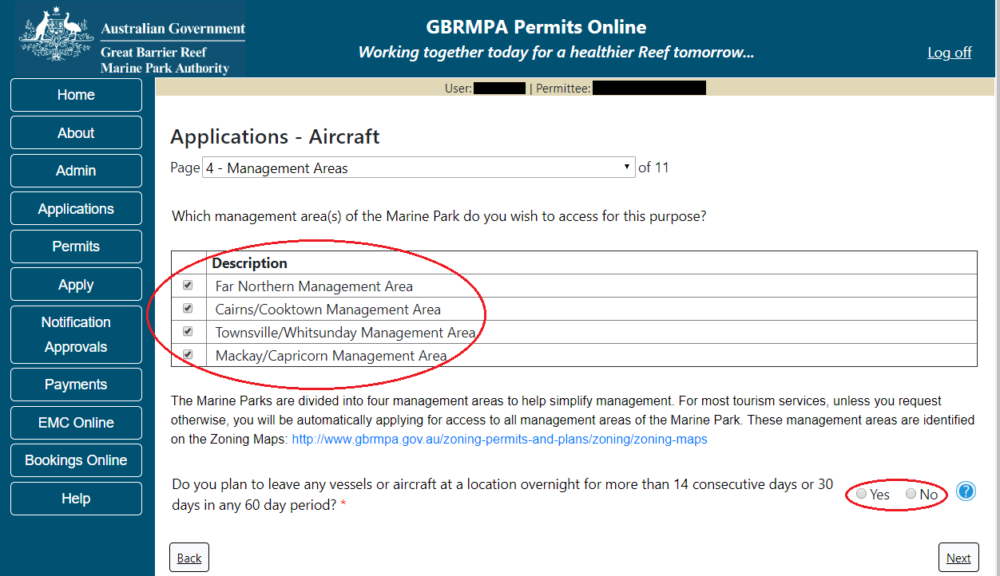 Australian Government
Great Barrier Reef
Marine Park Authority
GBRMPA Permits Online
Working together today for a healthier Reef tomorrow...
Log off
User: | Permittee:
Home
About
Admin
Applications
Permits
Apply
Notification
Approvals
Payments
EMC Online
Bookings Online
Help
Applications - Aircraft
Page 4 - Management Areas of 11
Which management area(s) of the Marine Park do you wish to access for this purpose?
Description
Far Northern Management Area
Cairns/Cooktown Management Area
Townsville/Whitsunday Management Area
Mackay/Capricorn Management Area
The Marine Parks are divided into four management areas to help simplify management. For most tourism services, unless you request
otherwise, you will be automatically applying for access to all management areas of the Marine Park. These management areas are identified
on the Zoning Maps: http://www.gbrmpa.gov.au/zoning-permits-and-plans/zoning/zoning-maps
Do you plan to leave any vessels or aircraft at a location overnight for more than 14 consecutive days or 30
days in any 60 day period? *
Yes No ?
Back
Next